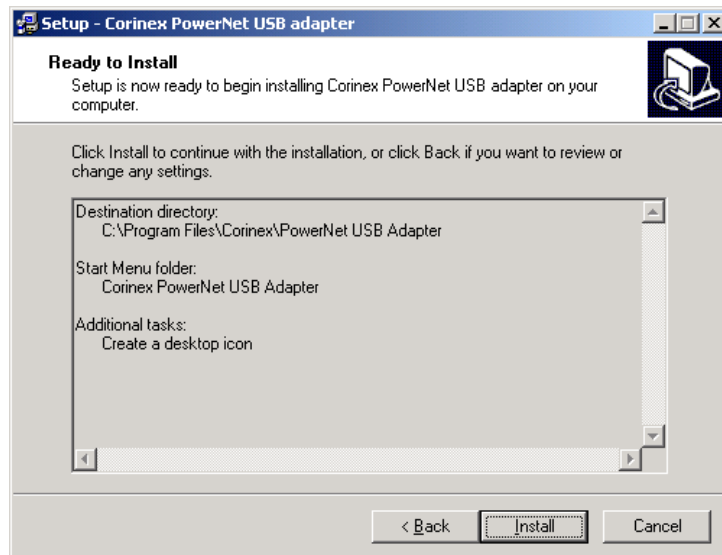 Setup - Corinex PowerNet USB adapter
Ready to Install
Setup is now ready to begin installing Corinex PowerNet USB adapter on your
computer.
Click Install to continue with the installation, or click Back if you want to review or
change any settings.
Destination directory:
C:\Program Files\Corinex\PowerNet USB Adapter
Start Menu folder:
Corinex PowerNet USB Adapter
Additional tasks:
Create a desktop icon
< Back
Install
Cancel